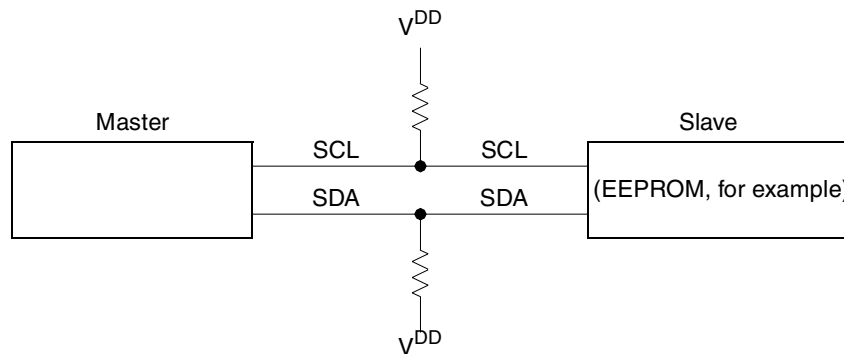 VDD
Master
Slave
SCL SCL
(EEPROM, for example)
SDA SDA
VDD